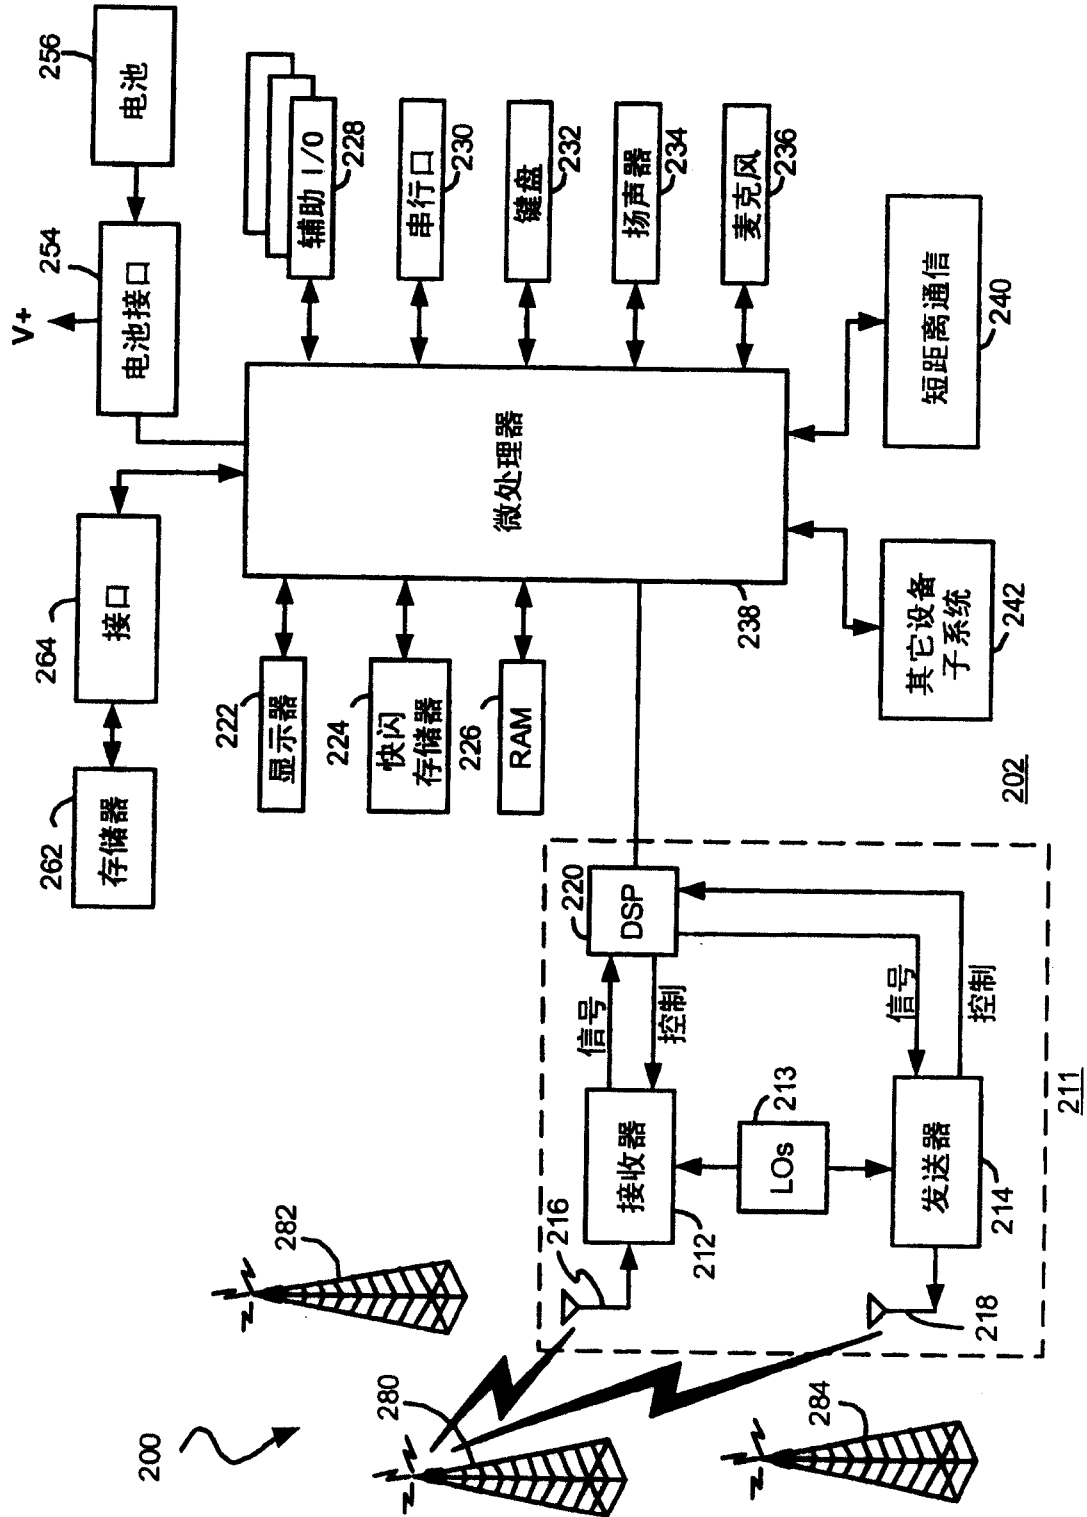 V+
262
264
254
256
200
存储器
接口
电池接口
电池
282
222
显示器
辅助 I/O
228
224
快闪
存储器
串行口
230
280
226
RAM
微处理器
键盘
232
216
信号
220
接收器
DSP
控制
扬声器
234
212
213
LOs
238
麦克风
236
284
218
发送器
214
信号
控制
其它设备
子系统
242
短距离通信
240
211
202